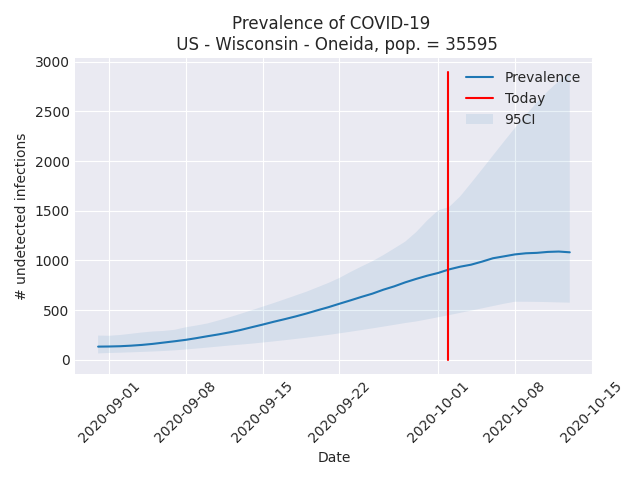 Prevalence of COVID-19
US - Wisconsin - Oneida, pop. = 35595
3000
2500
2000
1500
1000
500
0
# undetected infections
Prevalence
Today
95CI
2020-09-01
2020-09-08
2020-09-15
2020-09-22
2020-10-01
2020-10-08
2020-10-15
Date